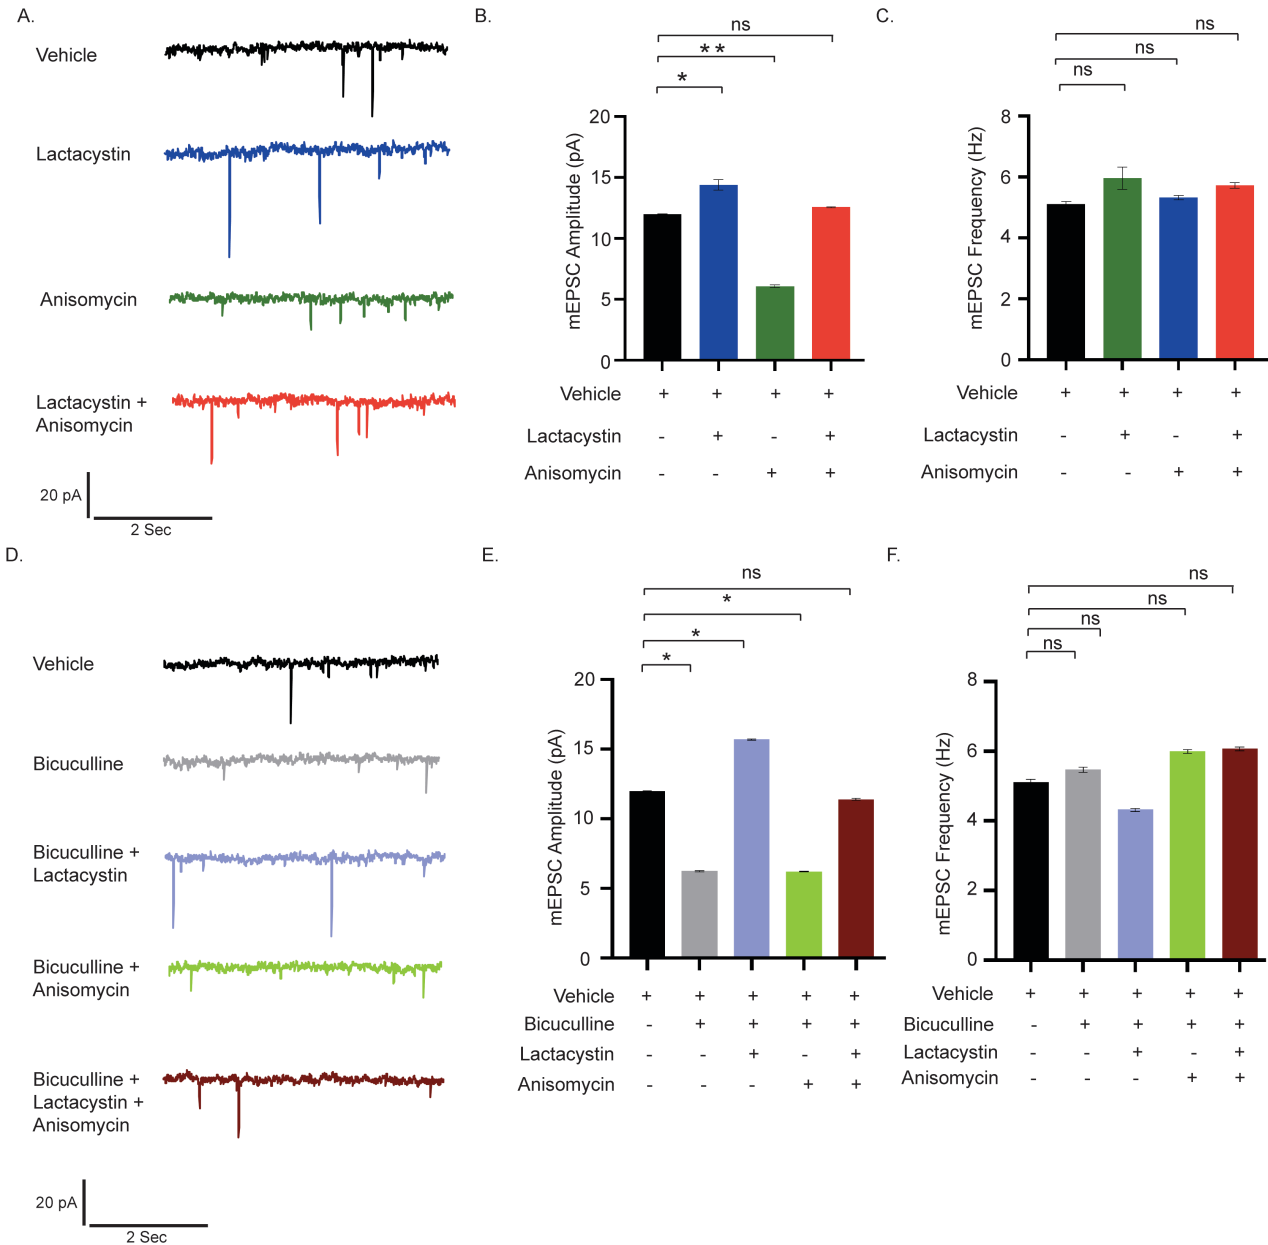 A.
Vehicle
Lactacystin
Anisomycin
Lactacystin +
Anisomycin
20 pA
2 Sec
B.
ns
* *
*
mEPSC Amplitude (pA)
20
15
10
5
0
Vehicle + + + +
Lactacystin - + - +
Anisomycin - - + +
C.
ns
ns
ns
mEPSC Frequency (Hz)
8
6
4
2
0
Vehicle + + + +
Lactacystin - + - +
Anisomycin - - + +
D.
Vehicle
Bicuculline
Bicuculline +
Lactacystin
Bicuculline +
Anisomycin
Bicuculline +
Lactacystin +
Anisomycin
20 pA
2 Sec
E.
ns
*
*
*
mEPSC Amplitude (pA)
20
15
10
5
0
Vehicle + + + + +
Bicuculline - + + + +
Lactacystin - - + +
Anisomycin - - + +
F.
ns
ns
ns
ns
mEPSC Frequency (Hz)
8
6
4
2
0
Vehicle + + + + +
Bicuculline - + + + +
Lactacystin - - + - +
Anisomycin - - - + +